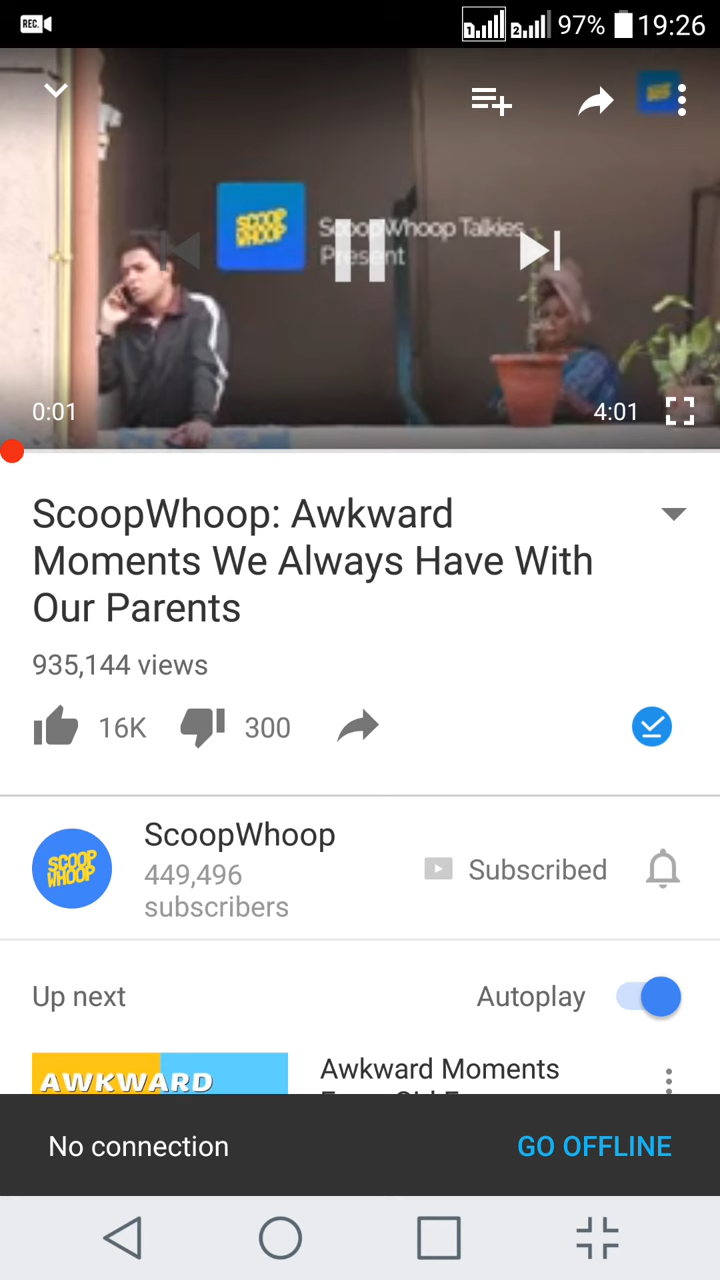 REC.
1 2 97% 19:26
SCOOP
WHOOP
ScoopWhoop Talkies
Present
0:01 4:01
ScoopWhoop: Awkward
Moments We Always Have With
Our Parents
935,144 views
16K 300
SCOOP
WHOOP
ScoopWhoop
449,496
subscribers
Subscribed
Up next Autoplay
AWKWARD
Awkward Moments
No connection GO OFFLINE